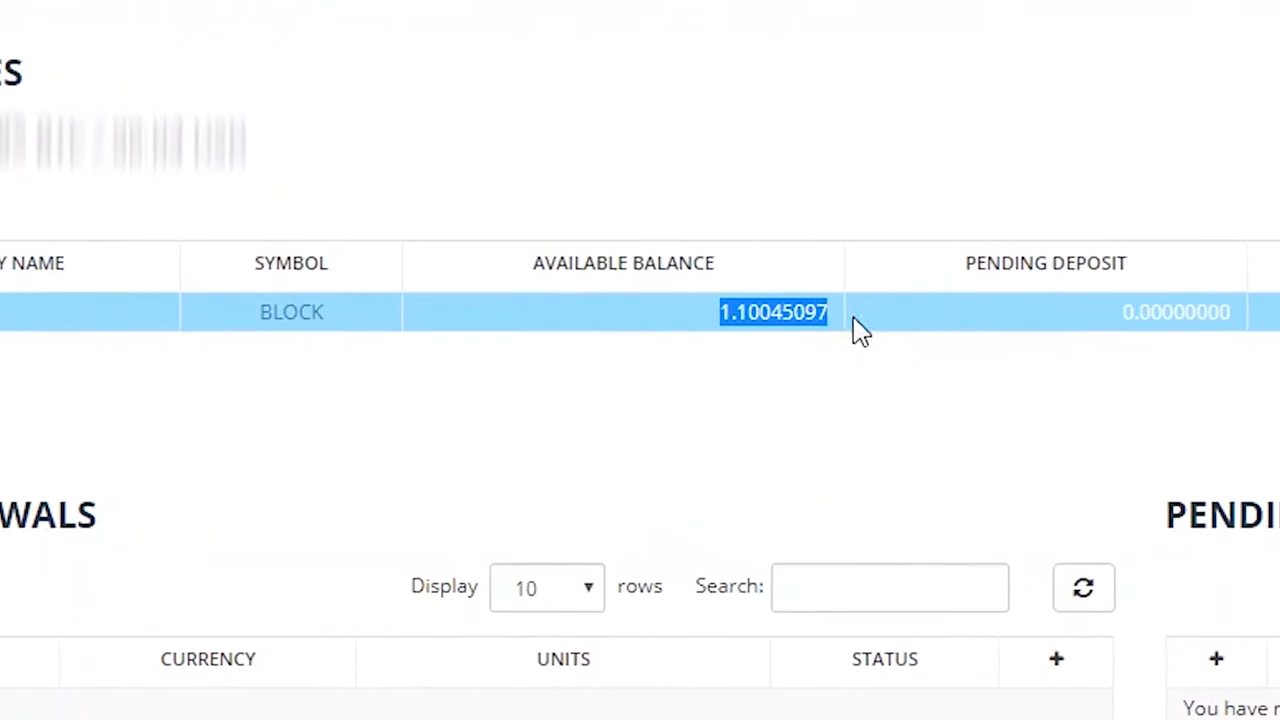 ES
Y NAME SYMBOL AVAILABLE BALANCE PENDING DEPOSIT
BLOCK 1.10045097 0.00000000
WALS PENDI
Display 10 rows Search:
CURRENCY UNITS STATUS + +
You have